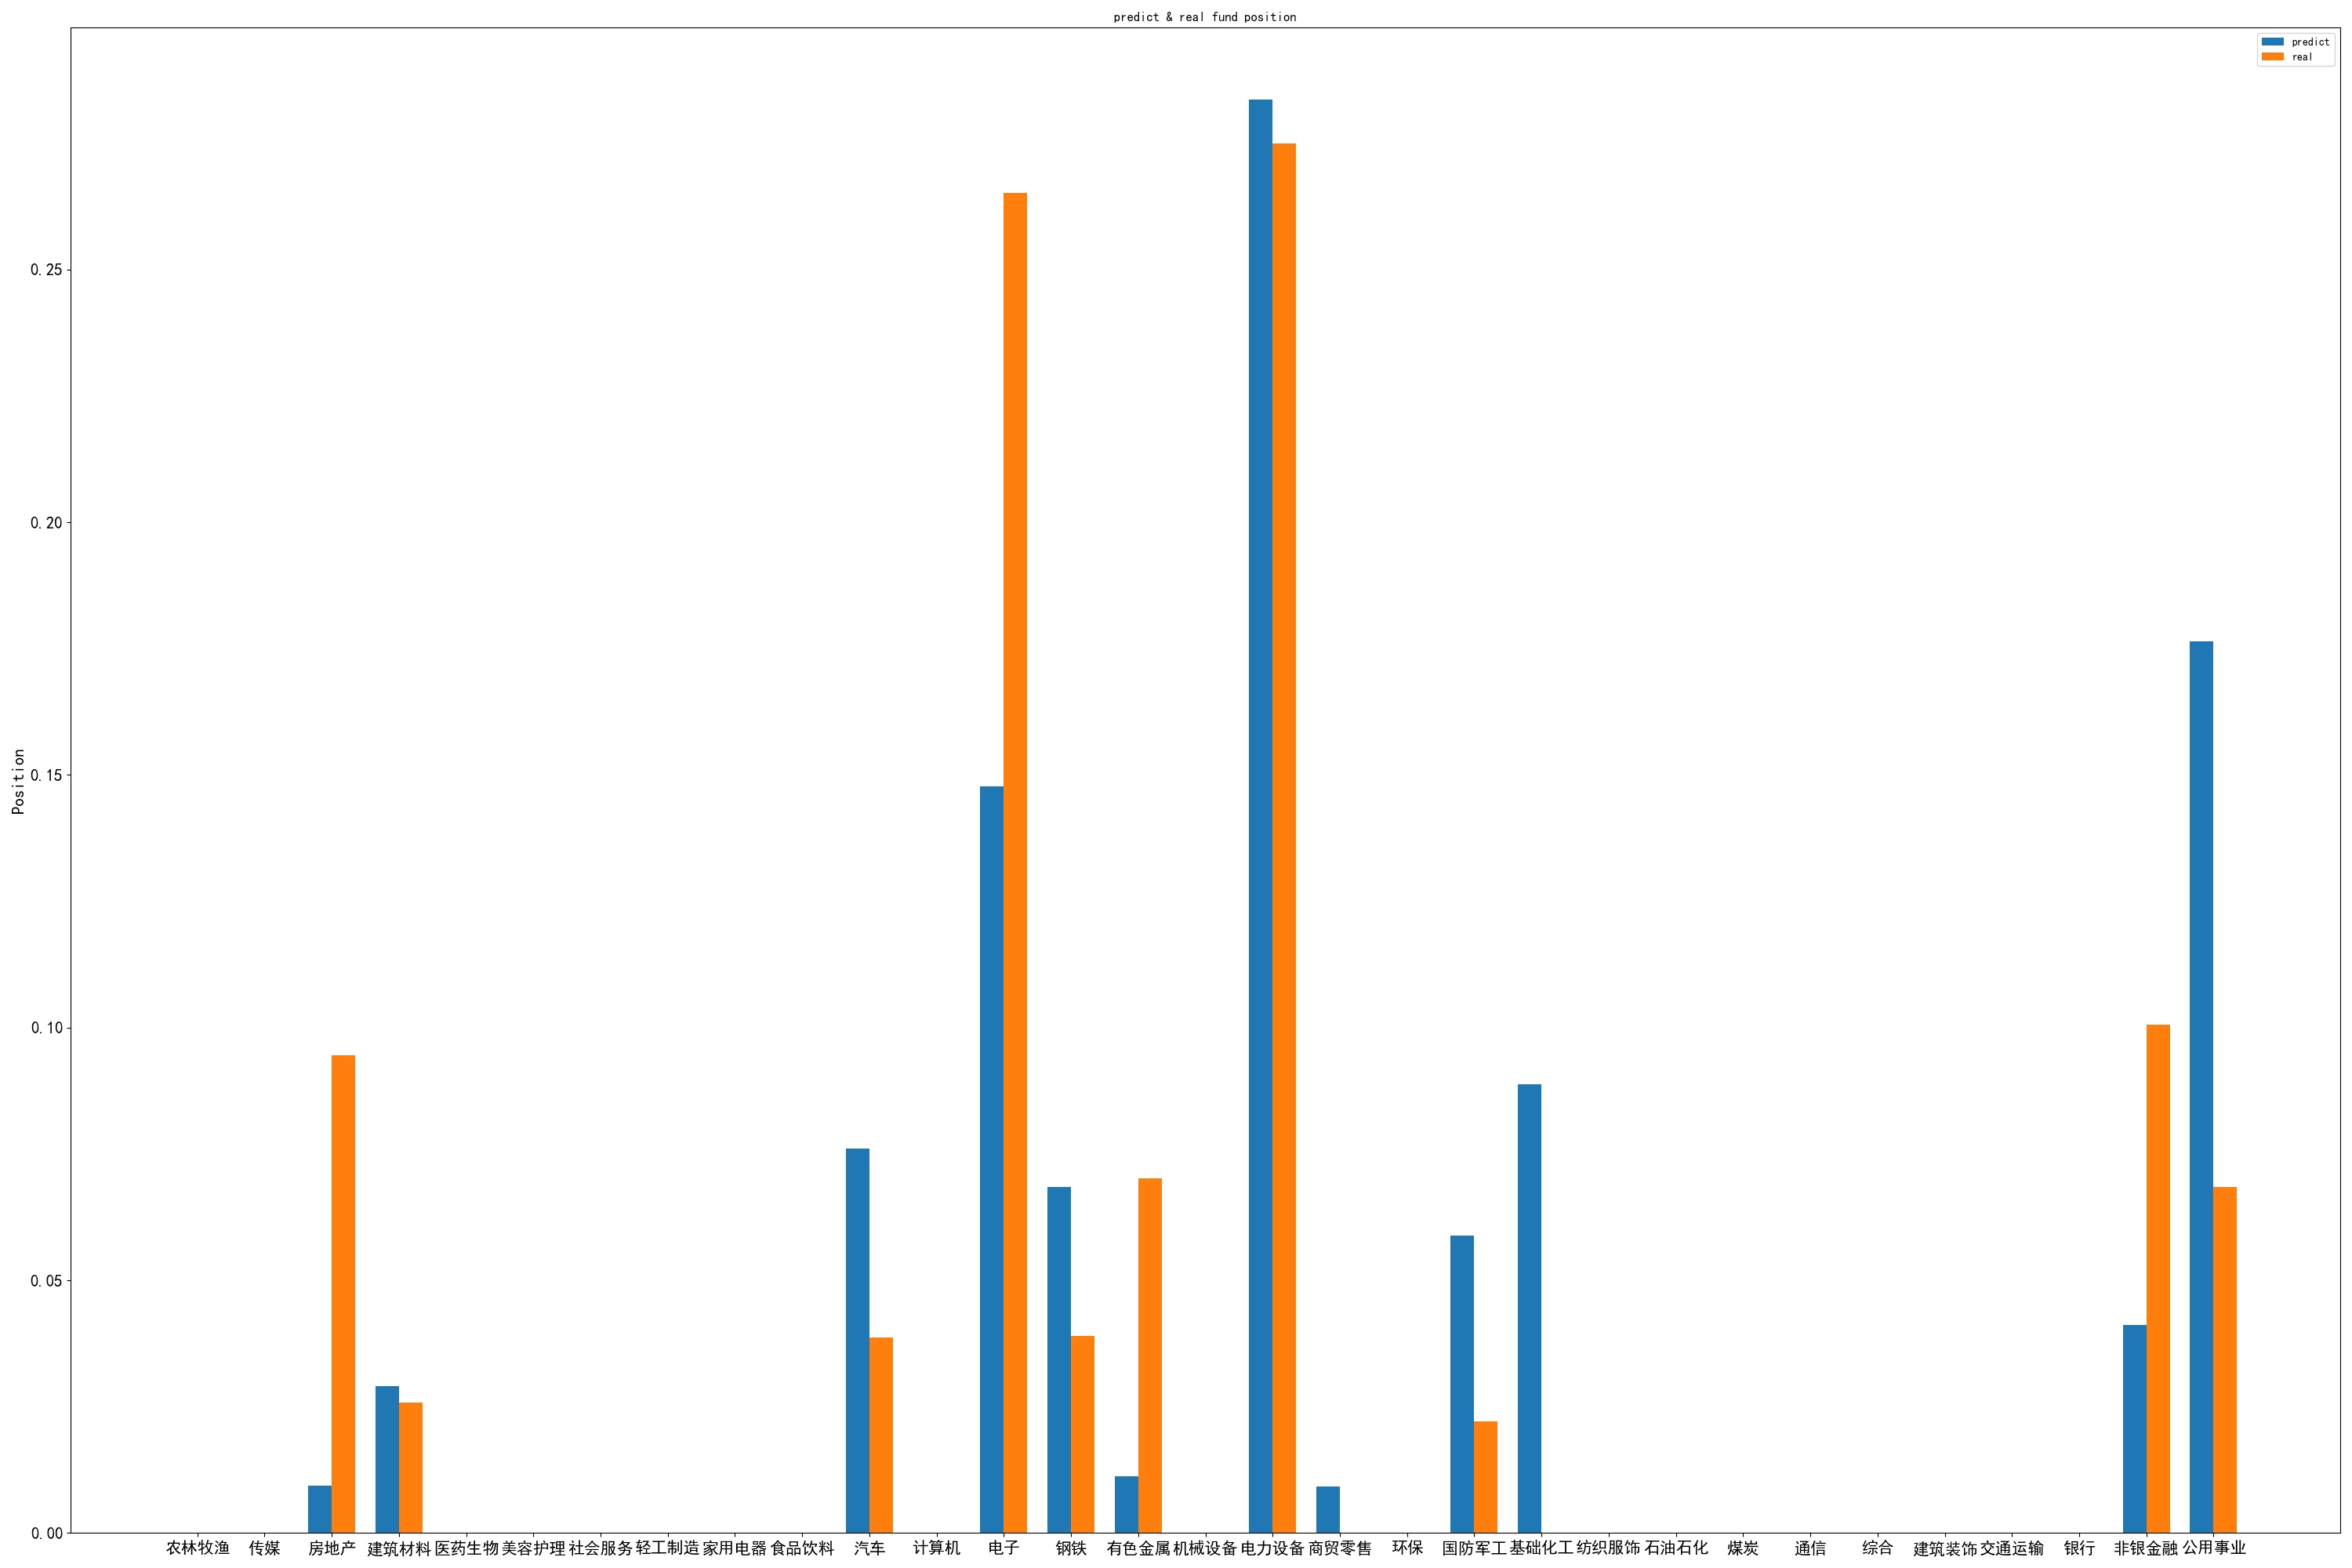 predict & real fund position
predict
real
Position
0.25
0.20
0.15
0.10
0.05
0.00
农林牧渔 传媒 房地产 建筑材料 医药生物 美容护理 社会服务 轻工制造 家用电器 食品饮料 汽车 计算机 电子 钢铁 有色金属 机械设备 电力设备 商贸零售 环保 国防军工 基础化工 纺织服饰 石油石化 煤炭 通信 综合 建筑装饰 交通运输 银行 非银金融 公用事业